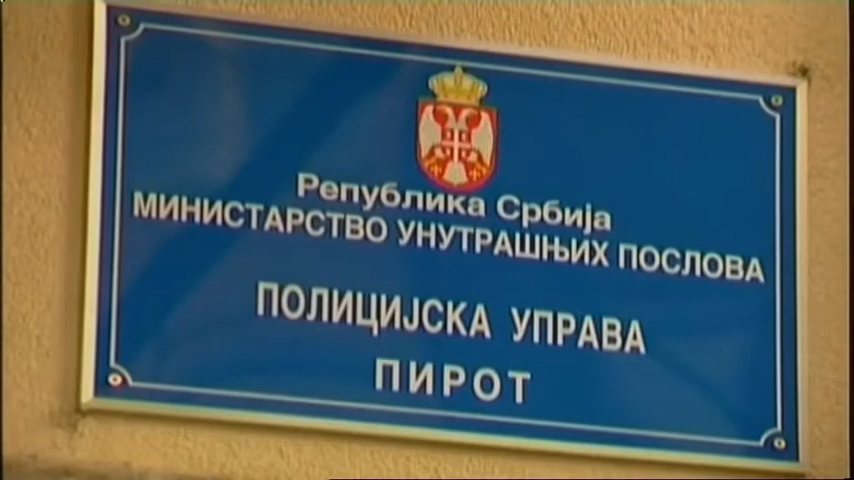 Република Србија
МИНИСТАРСТВО УНУТРАШЊИХ ПОСЛОВА
ПОЛИЦИЈСКА УПРАВА
ПИРОТ